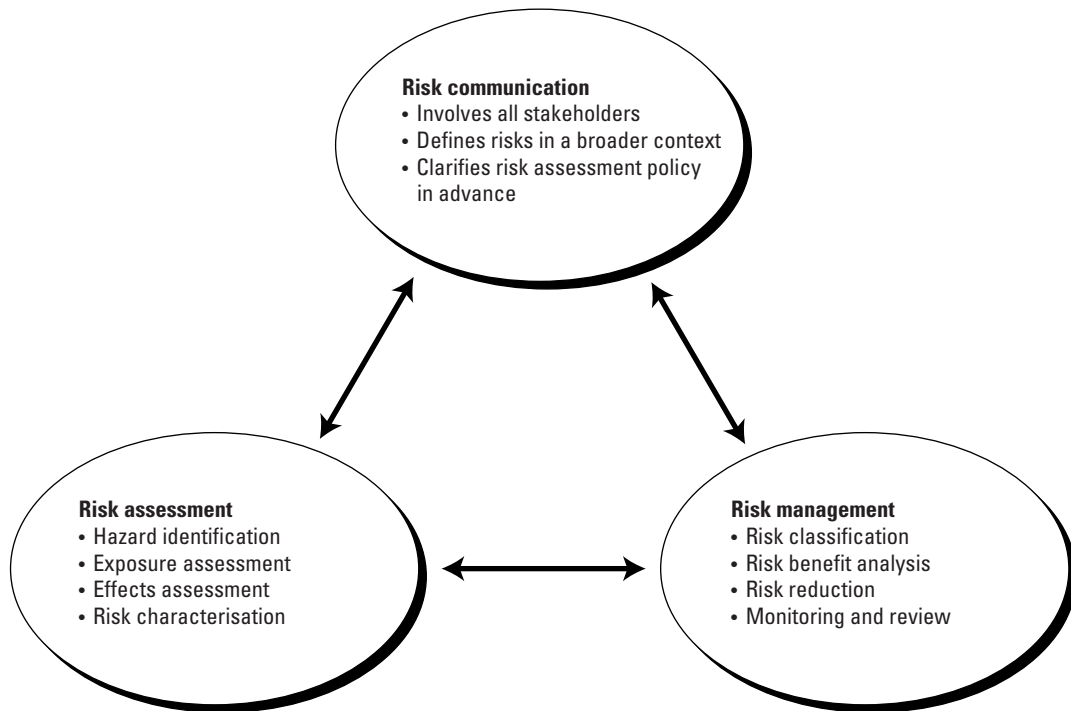 Risk communication
• Involves all stakeholders
• Defines risks in a broader context
• Clarifies risk assessment policy
in advance
Risk assessment
• Hazard identification
• Exposure assessment
• Effects assessment
• Risk characterisation
Risk management
• Risk classification
• Risk benefit analysis
• Risk reduction
• Monitoring and review